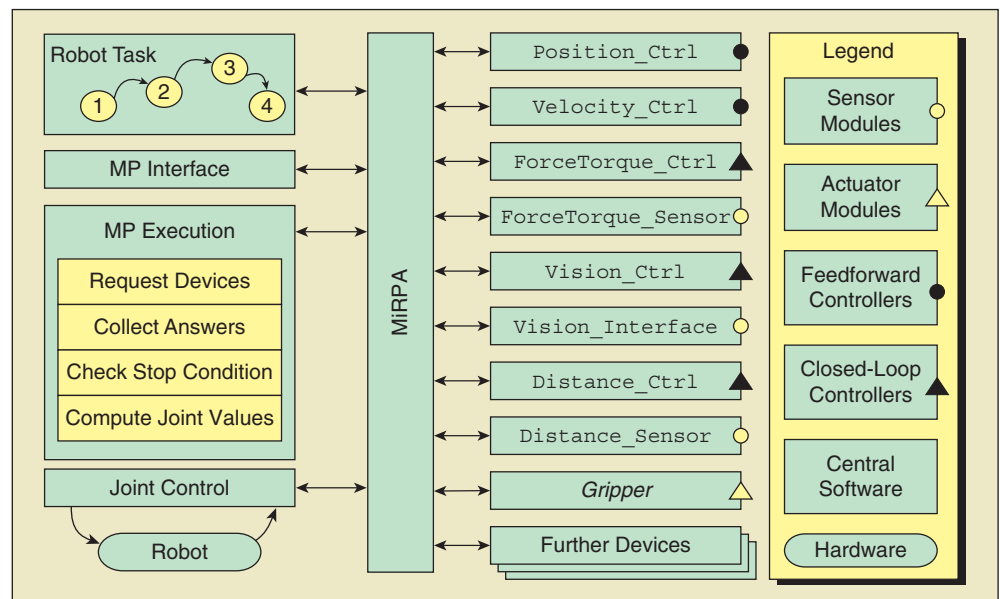 Robot Task
1
2
3
4
MP Interface
MP Execution
Request Devices
Collect Answers
Check Stop Condition
Compute Joint Values
Joint Control
Robot
MiRPA
Position_Ctrl
Velocity_Ctrl
ForceTorque_Ctrl
ForceTorque_Sensor
Vision_Ctrl
Vision_Interface
Distance_Ctrl
Distance_Sensor
Gripper
Further Devices
Legend
Sensor
Modules
Actuator
Modules
Feedforward
Controllers
Closed-Loop
Controllers
Central
Software
Hardware